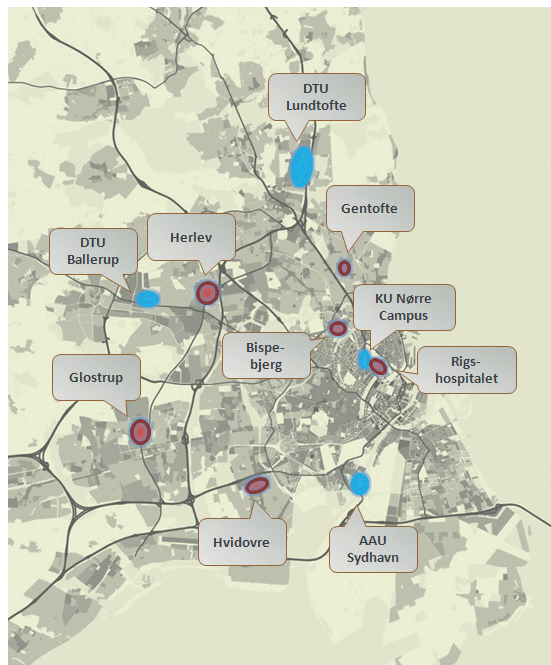 DTU
Lundtofte
Gentofte
Herlev
DTU
Ballerup
KU Nørre
Campus
Bispe-
bjerg
Rigs-
hospitalet
Glostrup
Hvidovre
AAU
Sydhavn